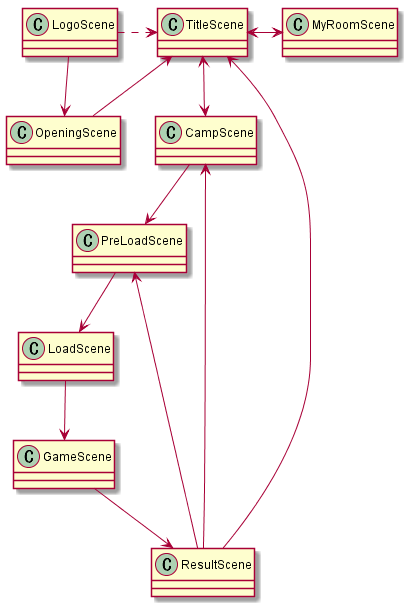 C LogoScene
C TitleScene
C MyRoomScene
C OpeningScene
C CampScene
C PreLoadScene
C LoadScene
C GameScene
C ResultScene